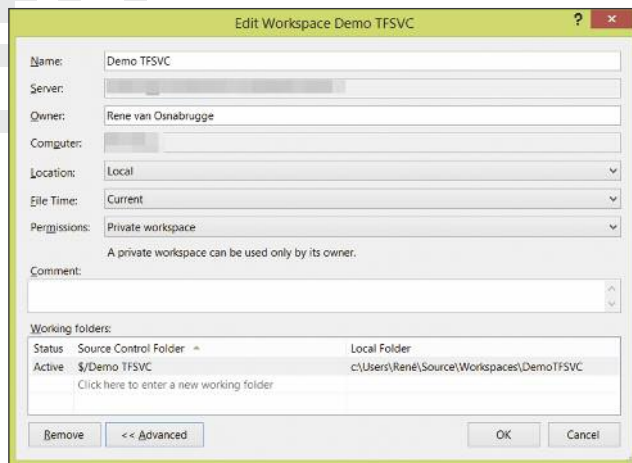 Edit Workspace Demo TFSVC
?
×
Name: Demo TFSVC
Server:
Owner: Rene van Osnabrugge
Computer:
Location: Local
File Time: Current
Permissions: Private workspace
A private workspace can be used only by its owner.
Comment:
Working folders:
Status Source Control Folder Local Folder
Active $/Demo TFSVC c:\Users\René\Source\Workspaces\DemoTFSVC
Click here to enter a new working folder
Remove << Advanced OK Cancel